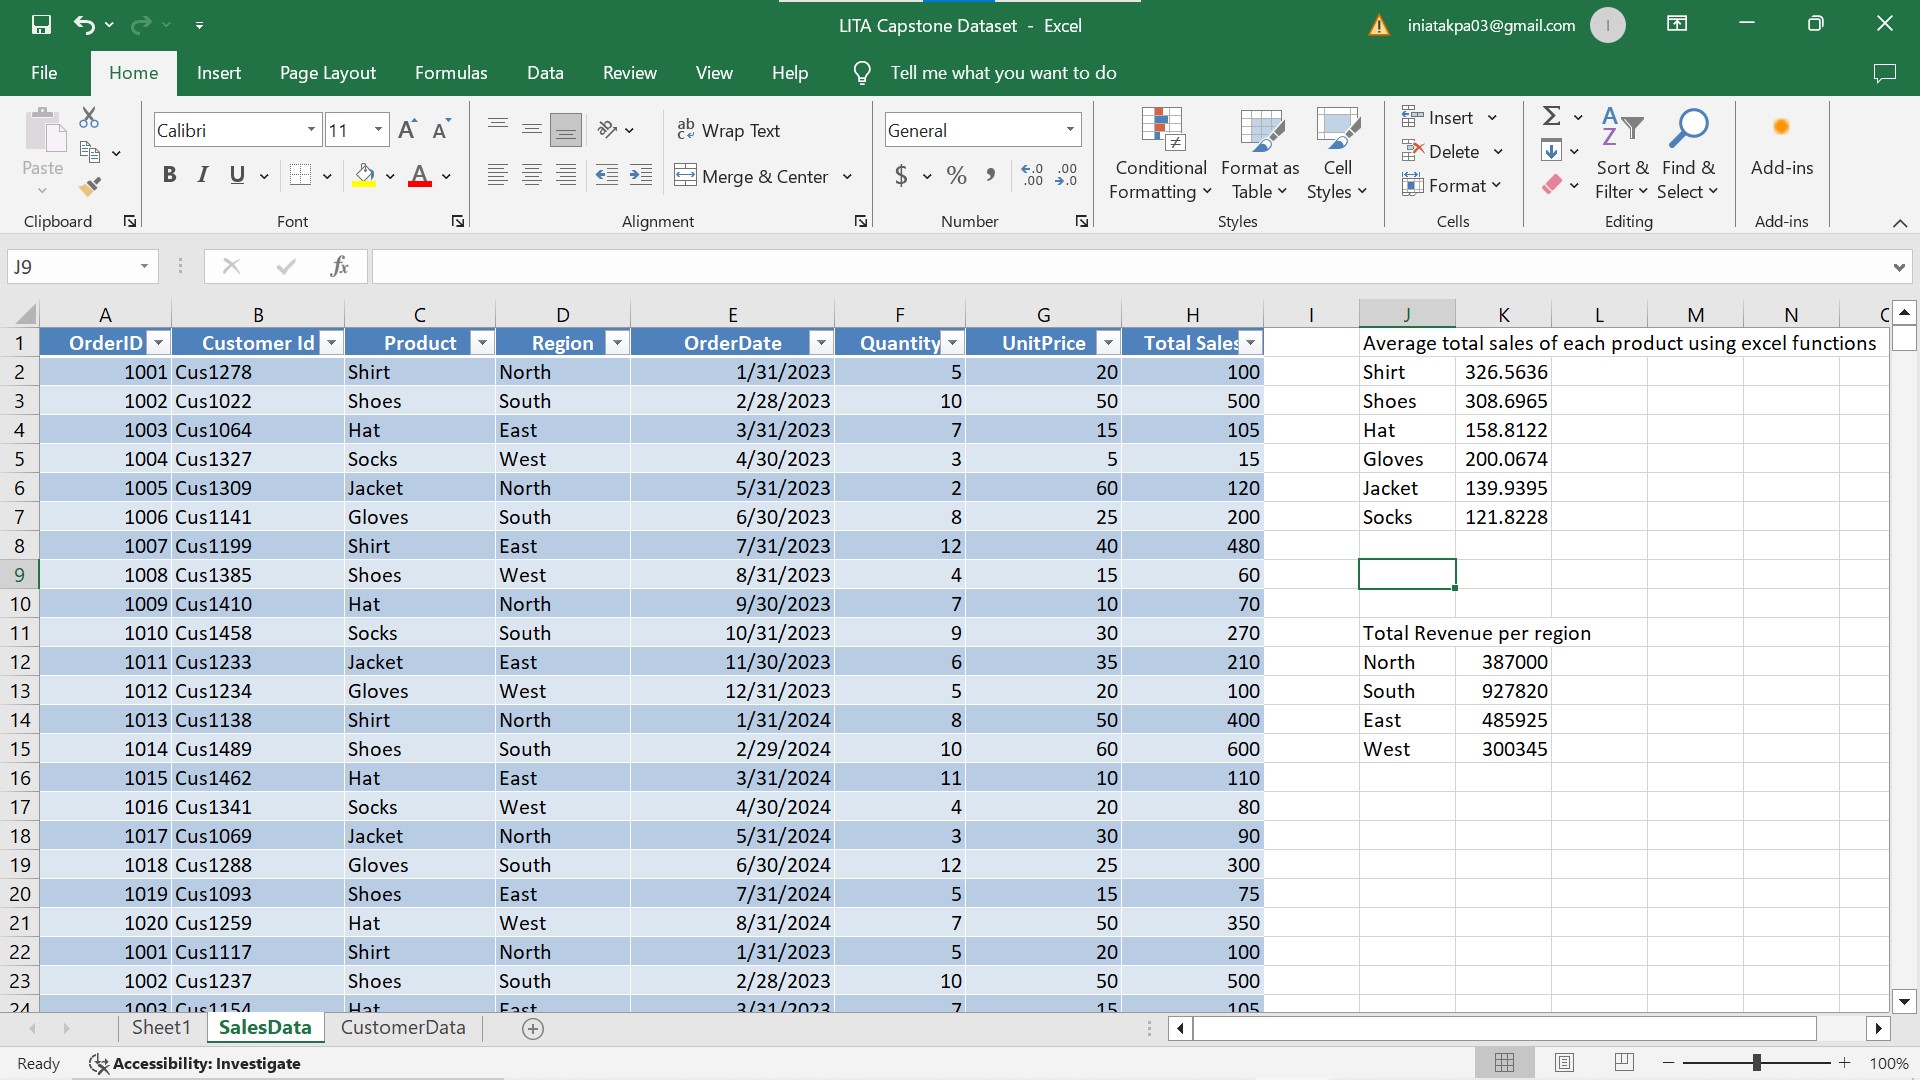 LITA Capstone Dataset - Excel
iniatakpa03@gmail.com
I
File Home Insert Page Layout Formulas Data Review View Help Tell me what you want to do
Paste
Calibri 11
Wrap Text
Merge & Center
General
Conditional Formatting
Format as Table
Cell Styles
Insert
Delete
Format
Sort & Filter
Find & Select
Add-ins
Clipboard Font Alignment Number Styles Cells Editing Add-ins
J9
fx
A B C D E F G H I J K L M N
1 OrderID Customer Id Product Region OrderDate Quantity UnitPrice Total Sales Average total sales of each product using excel functions
2 1001 Cus1278 Shirt North 1/31/2023 5 20 100 Shirt 326.5636
3 1002 Cus1022 Shoes South 2/28/2023 10 50 500 Shoes 308.6965
4 1003 Cus1064 Hat East 3/31/2023 7 15 105 Hat 158.8122
5 1004 Cus1327 Socks West 4/30/2023 3 5 15 Gloves 200.0674
6 1005 Cus1309 Jacket North 5/31/2023 2 60 120 Jacket 139.9395
7 1006 Cus1141 Gloves South 6/30/2023 8 25 200 Socks 121.8228
8 1007 Cus1199 Shirt East 7/31/2023 12 40 480
9 1008 Cus1385 Shoes West 8/31/2023 4 15 60
10 1009 Cus1410 Hat North 9/30/2023 7 10 70
11 1010 Cus1458 Socks South 10/31/2023 9 30 270 Total Revenue per region
12 1011 Cus1233 Jacket East 11/30/2023 6 35 210 North 387000
13 1012 Cus1234 Gloves West 12/31/2023 5 20 100 South 927820
14 1013 Cus1138 Shirt North 1/31/2024 8 50 400 East 485925
15 1014 Cus1489 Shoes South 2/29/2024 10 60 600 West 300345
16 1015 Cus1462 Hat East 3/31/2024 11 10 110
17 1016 Cus1341 Socks West 4/30/2024 4 20 80
18 1017 Cus1069 Jacket North 5/31/2024 3 30 90
19 1018 Cus1288 Gloves South 6/30/2024 12 25 300
20 1019 Cus1093 Shoes East 7/31/2024 5 15 75
21 1020 Cus1259 Hat West 8/31/2024 7 50 350
22 1001 Cus1117 Shirt North 1/31/2023 5 20 100
23 1002 Cus1237 Shoes South 2/28/2023 10 50 500
24 1003 Cus1154 Hat East 3/31/2023 7 15 105
Sheet1 SalesData CustomerData
Ready Accessibility: Investigate 100%